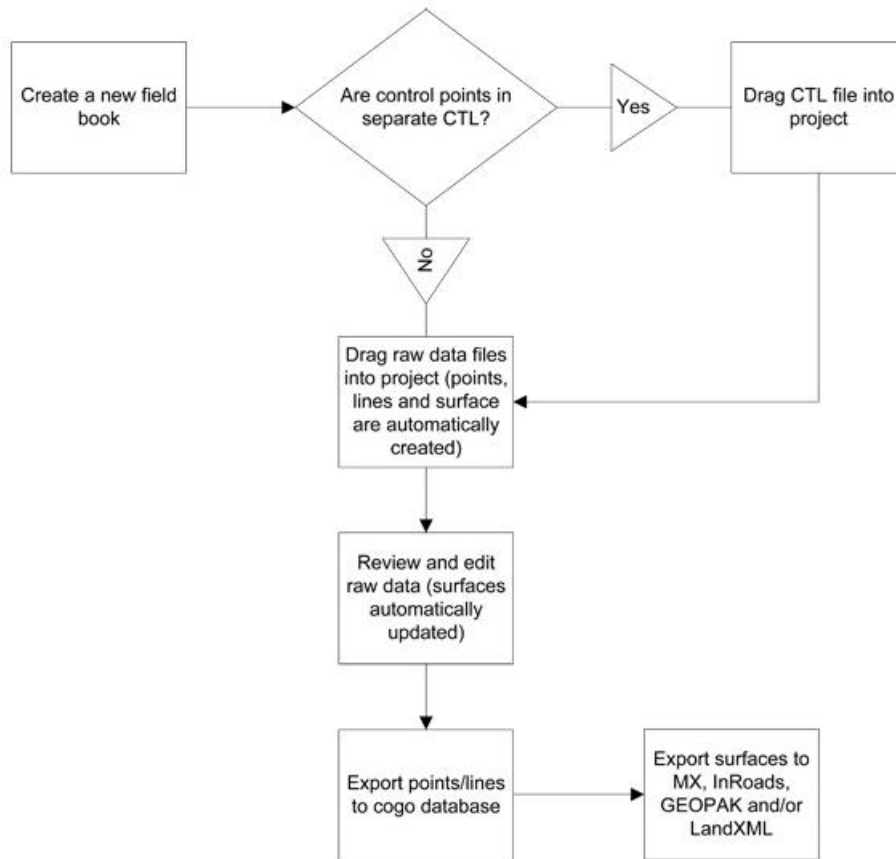 Create a new field
book
Are control points in
separate CTL?
Yes
Drag CTL file into
project
No
Drag raw data files
into project (points,
lines and surface
are automatically
created)
Review and edit
raw data (surfaces
automatically
updated)
Export points/lines
to cogo database
Export surfaces to
MX, InRoads,
GEOPAK and/or
LandXML